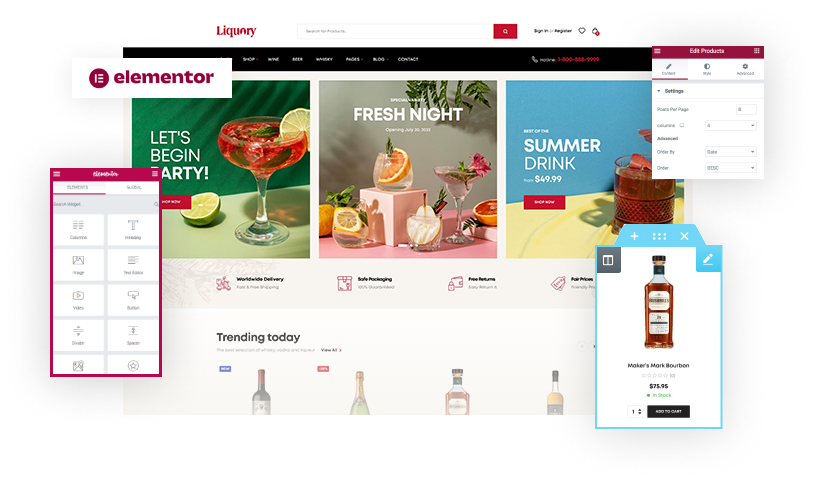 Liquory
Search for Products...
Sign In or Register
SHOP
WINE
BEER
WHISKY
PAGES
BLOG
CONTACT
Hotline:
1-800-888-9999
elementor
LET'S
BEGIN
PARTY!
SHOP NOW
SPECIAL VARIETY
FRESH NIGHT
Opening July 20, 2022
BEST OF THE
SUMMER
DRINK
FROM $49.99
SHOP NOW
Edit Products
Content
Style
Advanced
Settings
Posts Per Page
8
columns
4
Advanced
Order By
Date
Order
DESC
elementor
ELEMENTS
GLOBAL
Search Widget
Columns
Heading
Image
Text Editor
Video
Button
Divider
Spacer
Worldwide Delivery
Fast & Free Shipping
Safe Packaging
100% Guaranteed
Free Returns
Easy Return
Fair Prices
Friendly
Trending today
The best selection of whisky, vodka and liqueur
View All
NEW
Maker's Mark Bourbon
$75.95
In Stock
1
ADD TO CART